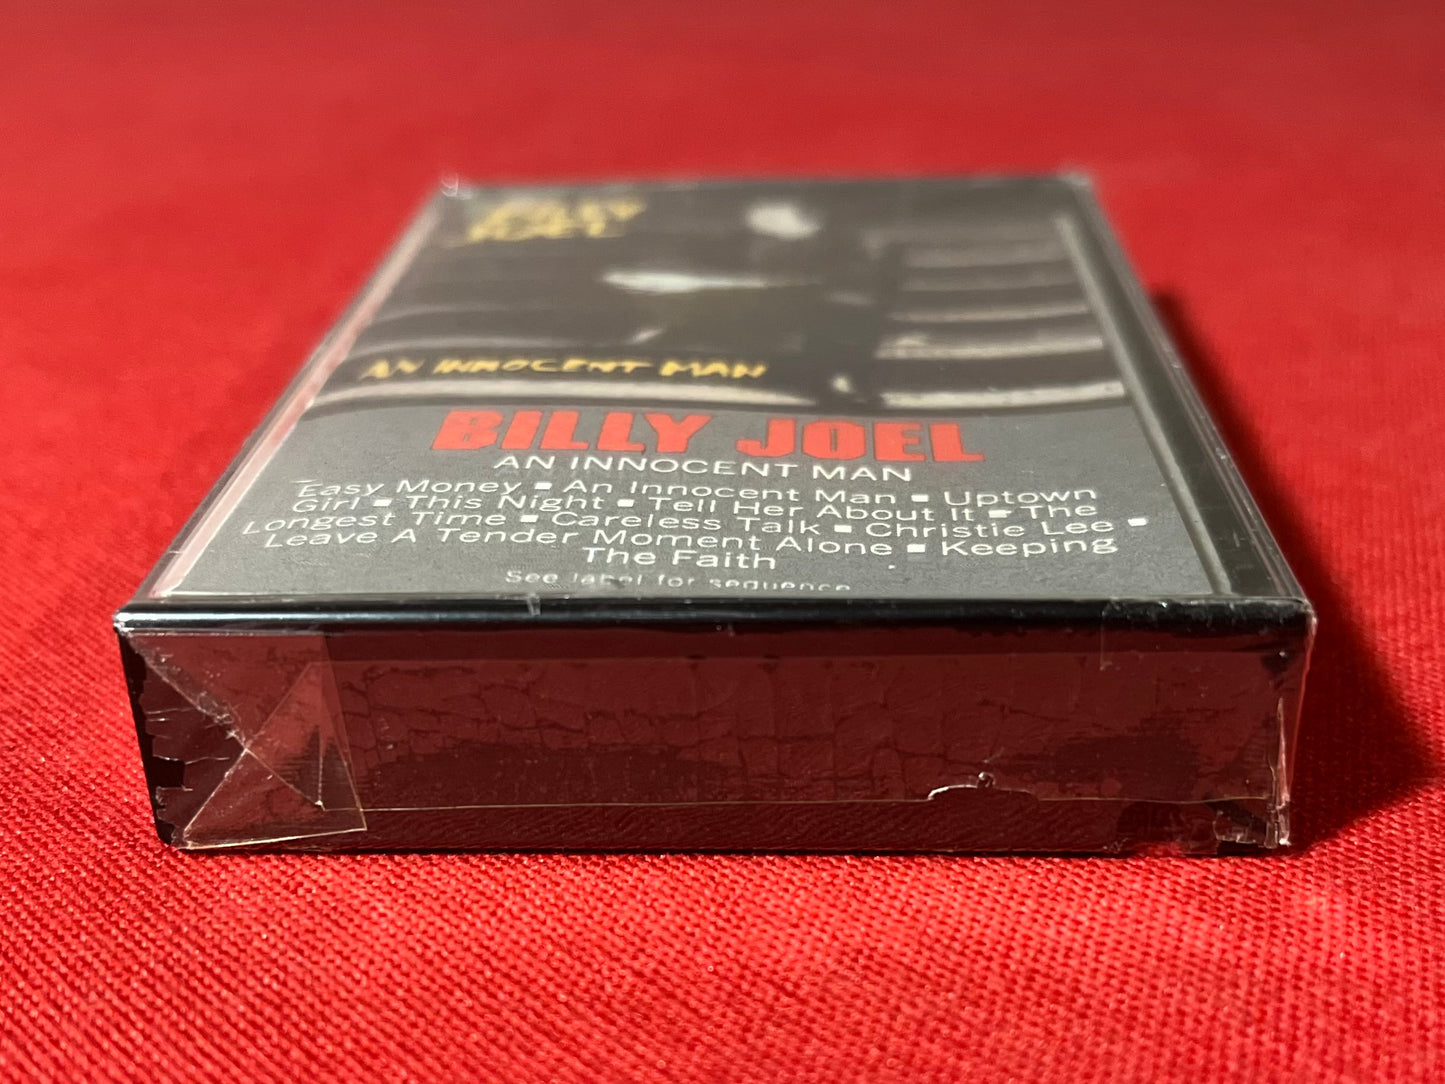 BILLY
JOEL
AN INNOCENT MAN
BILLY JOEL
AN INNOCENT MAN
Easy Money ▪ An Innocent Man ▪ Uptown
Girl ▪ This Night ▪ Tell Her About It ▪ The
Longest Time ▪ Careless Talk ▪ Christie Lee ▪
Leave A Tender Moment Alone ▪ Keeping
The Faith
See label for sequence